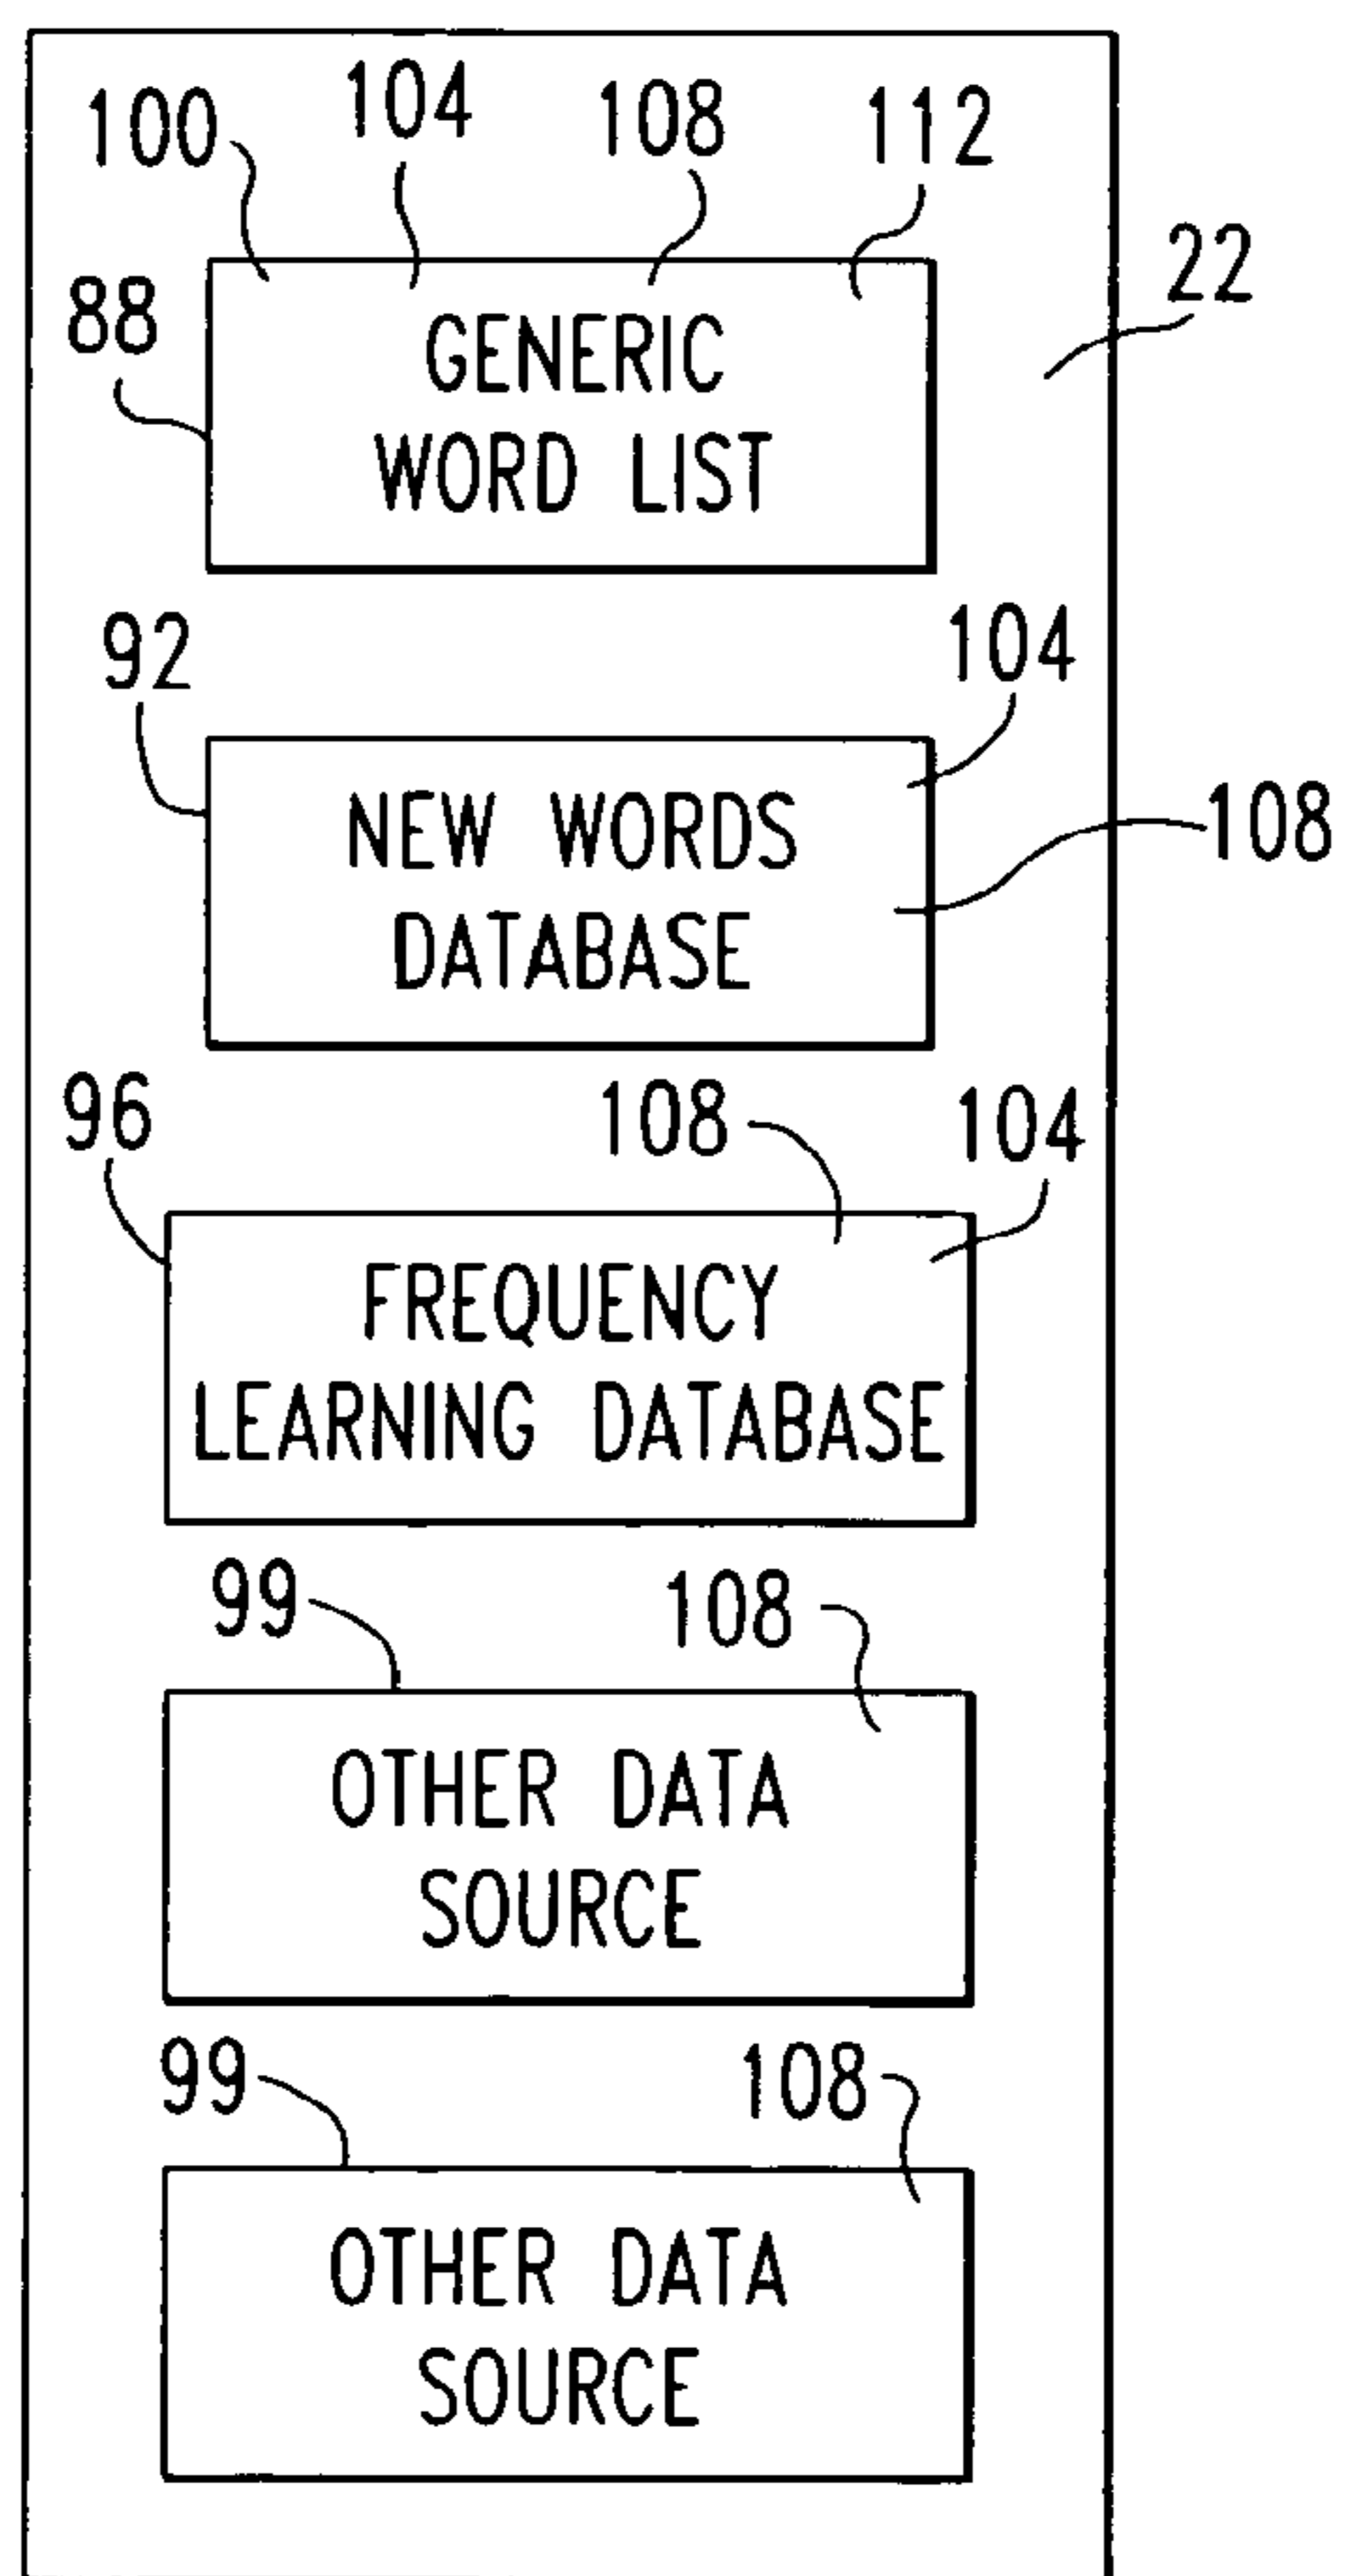 100 104 108 112
22
88
GENERIC
WORD LIST
92 104
NEW WORDS
108
DATABASE
96 108 104
FREQUENCY
LEARNING DATABASE
99 108
OTHER DATA
SOURCE
99 108
OTHER DATA
SOURCE